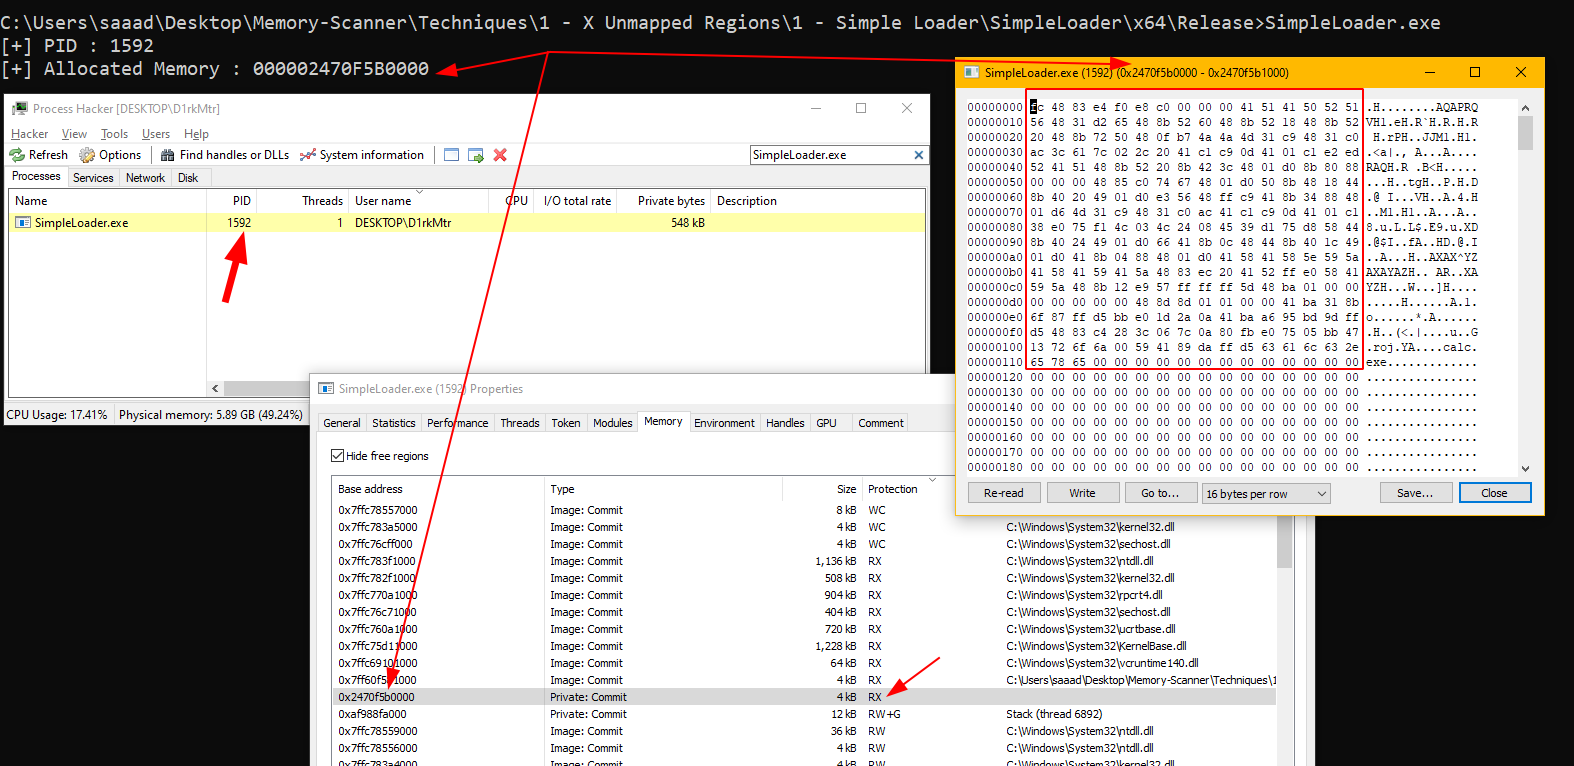 C:\Users\saaad\Desktop\Memory-Scanner\Techniques\1 - X Unmapped Regions\1 - Simple Loader\SimpleLoader\x64\Release>SimpleLoader.exe
[+] PID : 1592
[+] Allocated Memory : 000002470F5B0000
Process Hacker [DESKTOP\D1rkMtr]
Hacker View Tools Users Help
Refresh Options Find handles or DLLs System information SimpleLoader.exe
Processes Services Network Disk
Name PID Threads User name CPU I/O total rate Private bytes Description
SimpleLoader.exe 1592 1 DESKTOP\D1rkMtr 548 kB
CPU Usage: 17.41% Physical memory: 5.89 GB (49.24%)
SimpleLoader.exe (1592) (0x2470f5b0000 - 0x2470f5b1000)
00000000 fc 48 83 e4 f0 e8 c0 00 00 00 41 51 41 50 52 51 .H........AQAPRQ
00000010 56 48 31 d2 65 48 8b 52 60 48 8b 52 18 48 8b 52 VH1.eH.R`H.R.H.R
00000020 20 48 8b 72 50 48 0f b7 4a 4a 4d 31 c9 48 31 c0  H.rPH..JJM1.H1.
00000030 ac 3c 61 7c 02 2c 20 41 c1 c9 0d 41 01 c1 e2 ed .<a|., A...A....
00000040 52 41 51 48 8b 52 20 8b 42 3c 48 01 d0 8b 80 88 RAQH.R .B<H.....
00000050 00 00 00 48 85 c0 74 67 48 01 d0 50 8b 48 18 44 ...H..tgH..P.H.D
00000060 8b 40 20 49 01 d0 e3 56 48 ff c9 41 8b 34 88 48 .@ I...VH..A.4.H
00000070 01 d6 4d 31 c9 48 31 c0 ac 41 c1 c9 0d 41 01 c1 ..M1.H1..A...A..
00000080 38 e0 75 f1 4c 03 4c 24 08 45 39 d1 75 d8 58 44 8.u.L.L$.E9.u.XD
00000090 8b 40 24 49 01 d0 66 41 8b 0c 48 44 8b 40 1c 49 .@$I..fA..HD.@.I
000000a0 01 d0 41 8b 04 88 48 01 d0 41 58 41 58 5e 59 5a ..A...H..AXAX^YZ
000000b0 41 58 41 59 41 5a 48 83 ec 20 41 52 ff e0 58 41 AXAYAZH.. AR..XA
000000c0 59 5a 48 8b 12 e9 57 ff ff ff 5d 48 ba 01 00 00 YZH...W...]H....
000000d0 00 00 00 00 00 48 8d 8d 01 01 00 00 41 ba 31 8b .....H......A.1.
000000e0 6f 87 ff d5 bb e0 1d 2a 0a 41 ba a6 95 bd 9d ff o......*.A......
000000f0 d5 48 83 c4 28 3c 06 7c 0a 80 fb e0 75 05 bb 47 .H..(<.|....u..G
00000100 13 72 6f 6a 00 59 41 89 da ff d5 63 61 6c 63 2e .roj.YA....calc.
00000110 65 78 65 00 00 00 00 00 00 00 00 00 00 00 00 00 exe.............
00000120 00 00 00 00 00 00 00 00 00 00 00 00 00 00 00 00 ................
00000130 00 00 00 00 00 00 00 00 00 00 00 00 00 00 00 00 ................
00000140 00 00 00 00 00 00 00 00 00 00 00 00 00 00 00 00 ................
00000150 00 00 00 00 00 00 00 00 00 00 00 00 00 00 00 00 ................
00000160 00 00 00 00 00 00 00 00 00 00 00 00 00 00 00 00 ................
00000170 00 00 00 00 00 00 00 00 00 00 00 00 00 00 00 00 ................
00000180 00 00 00 00 00 00 00 00 00 00 00 00 00 00 00 00 ................
Re-read Write Go to... 16 bytes per row Save... Close
SimpleLoader.exe (1592) Properties
General Statistics Performance Threads Token Modules Memory Environment Handles GPU Comment
Hide free regions
Base address Type Size Protection
0x7ffc78557000 Image: Commit 8 kB WC
0x7ffc783a5000 Image: Commit 4 kB WC C:\Windows\System32\kernel32.dll
0x7ffc76cff000 Image: Commit 4 kB WC C:\Windows\System32\sechost.dll
0x7ffc783f1000 Image: Commit 1,136 kB RX C:\Windows\System32\ntdll.dll
0x7ffc782f1000 Image: Commit 508 kB RX C:\Windows\System32\kernel32.dll
0x7ffc770a1000 Image: Commit 904 kB RX C:\Windows\System32\rpcrt4.dll
0x7ffc76c71000 Image: Commit 404 kB RX C:\Windows\System32\sechost.dll
0x7ffc760a1000 Image: Commit 720 kB RX C:\Windows\System32\ucrtbase.dll
0x7ffc75d11000 Image: Commit 1,228 kB RX C:\Windows\System32\KernelBase.dll
0x7ffc69101000 Image: Commit 64 kB RX C:\Windows\System32\vcruntime140.dll
Image: Commit 4 kB RX C:\Users\saaad\Desktop\Memory-Scanner\Techniques\1
0x2470f5b0000 Private: Commit 4 kB RX
0xaf988fa000 Private: Commit 12 kB RW+G Stack (thread 6892)
0x7ffc78559000 Image: Commit 36 kB RW C:\Windows\System32\ntdll.dll
0x7ffc78556000 Image: Commit 4 kB RW C:\Windows\System32\ntdll.dll
0x7ffc783a4000 Image: Commit 4 kB RW C:\Windows\System32\kernel32.dll